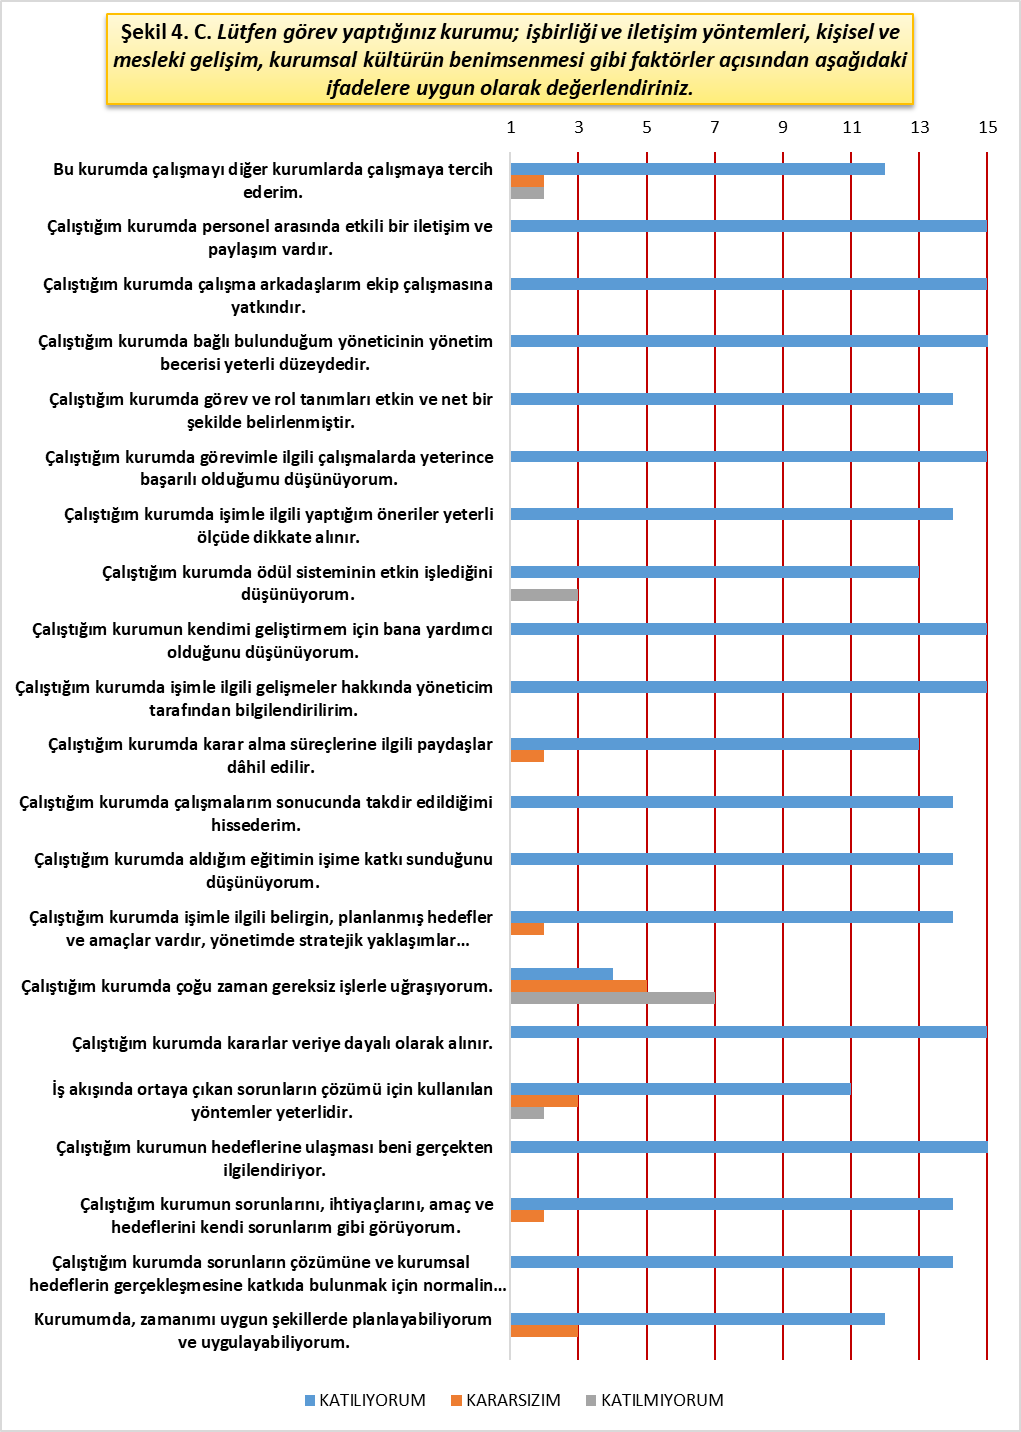 Şekil 4. C. Lütfen görev yaptığınız kurumu; işbirliği ve iletişim yöntemleri, kişisel ve
mesleki gelişim, kurumsal kültürün benimsenmesi gibi faktörler açısından aşağıdaki
ifadelere uygun olarak değerlendiriniz.
1 3 5 7 9 11 13 15
Bu kurumda çalışmayı diğer kurumlarda çalışmaya tercih
ederim.
Çalıştığım kurumda personel arasında etkili bir iletişim ve
paylaşım vardır.
Çalıştığım kurumda çalışma arkadaşlarım ekip çalışmasına
yatkındır.
Çalıştığım kurumda bağlı bulunduğum yöneticinin yönetim
becerisi yeterli düzeydedir.
Çalıştığım kurumda görev ve rol tanımları etkin ve net bir
şekilde belirlenmiştir.
Çalıştığım kurumda görevimle ilgili çalışmalarda yeterince
başarılı olduğumu düşünüyorum.
Çalıştığım kurumda işimle ilgili yaptığım öneriler yeterli
ölçüde dikkate alınır.
Çalıştığım kurumda ödül sisteminin etkin işlediğini
düşünüyorum.
Çalıştığım kurumun kendimi geliştirmem için bana yardımcı
olduğunu düşünüyorum.
Çalıştığım kurumda işimle ilgili gelişmeler hakkında yöneticim
tarafından bilgilendirilirim.
Çalıştığım kurumda karar alma süreçlerine ilgili paydaşlar
dâhil edilir.
Çalıştığım kurumda çalışmalarım sonucunda takdir edildiğimi
hissederim.
Çalıştığım kurumda aldığım eğitimin işime katkı sunduğunu
düşünüyorum.
Çalıştığım kurumda işimle ilgili belirgin, planlanmış hedefler
ve amaçlar vardır, yönetimde stratejik yaklaşımlar…
Çalıştığım kurumda çoğu zaman gereksiz işlerle uğraşıyorum.
Çalıştığım kurumda kararlar veriye dayalı olarak alınır.
İş akışında ortaya çıkan sorunların çözümü için kullanılan
yöntemler yeterlidir.
Çalıştığım kurumun hedeflerine ulaşması beni gerçekten
ilgilendiriyor.
Çalıştığım kurumun sorunlarını, ihtiyaçlarını, amaç ve
hedeflerini kendi sorunlarım gibi görüyorum.
Çalıştığım kurumda sorunların çözümüne ve kurumsal
hedeflerin gerçekleşmesine katkıda bulunmak için normalin…
Kurumumda, zamanımı uygun şekillerde planlayabiliyorum
ve uygulayabiliyorum.
KATILIYORUM KARARSIZIM KATILMIYORUM